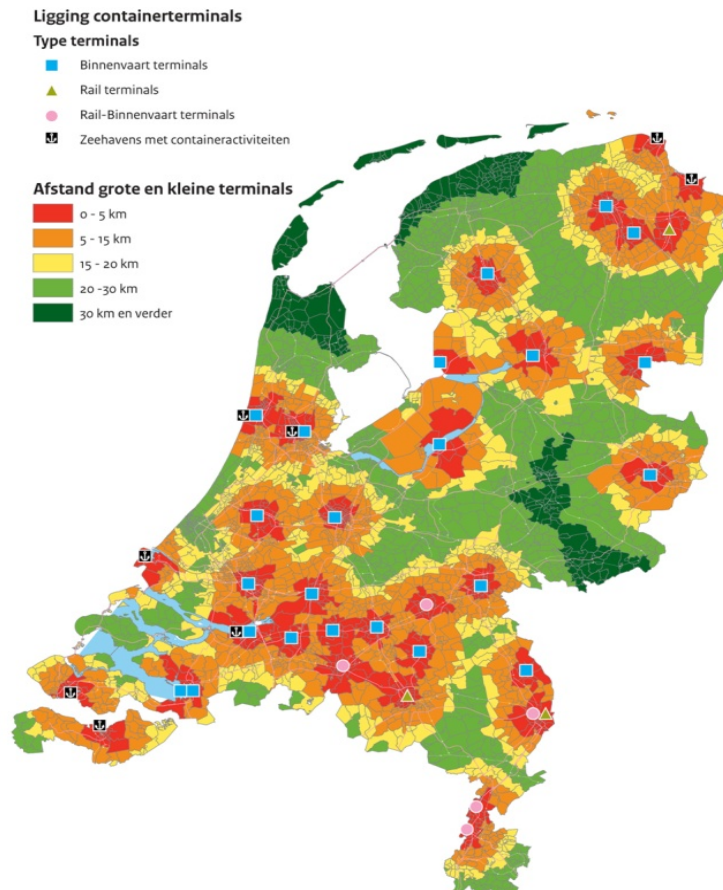 Ligging containerterminals
Type terminals
Binnenvaart terminals
Rail terminals
Rail-Binnenvaart terminals
Zeehavens met containeractiviteiten
Afstand grote en kleine terminals
0 - 5 km
5 - 15 km
15 - 20 km
20 -30 km
30 km en verder